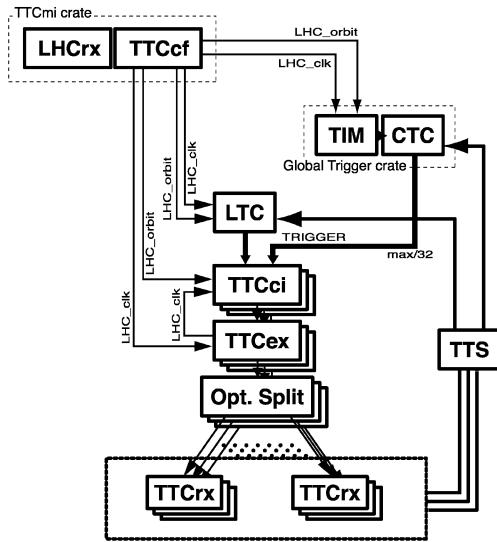 TTCmi crate
LHCrx
TTCcf
LHC_orbit
LHC_clk
TIM
CTC
Global Trigger crate
LHC_clk
LHC_orbit
LTC
TRIGGER
max/32
LHC_orbit
TTCci
LHC_clk
LHC_clk
TTCex
TTS
Opt. Split
TTCrx
TTCrx